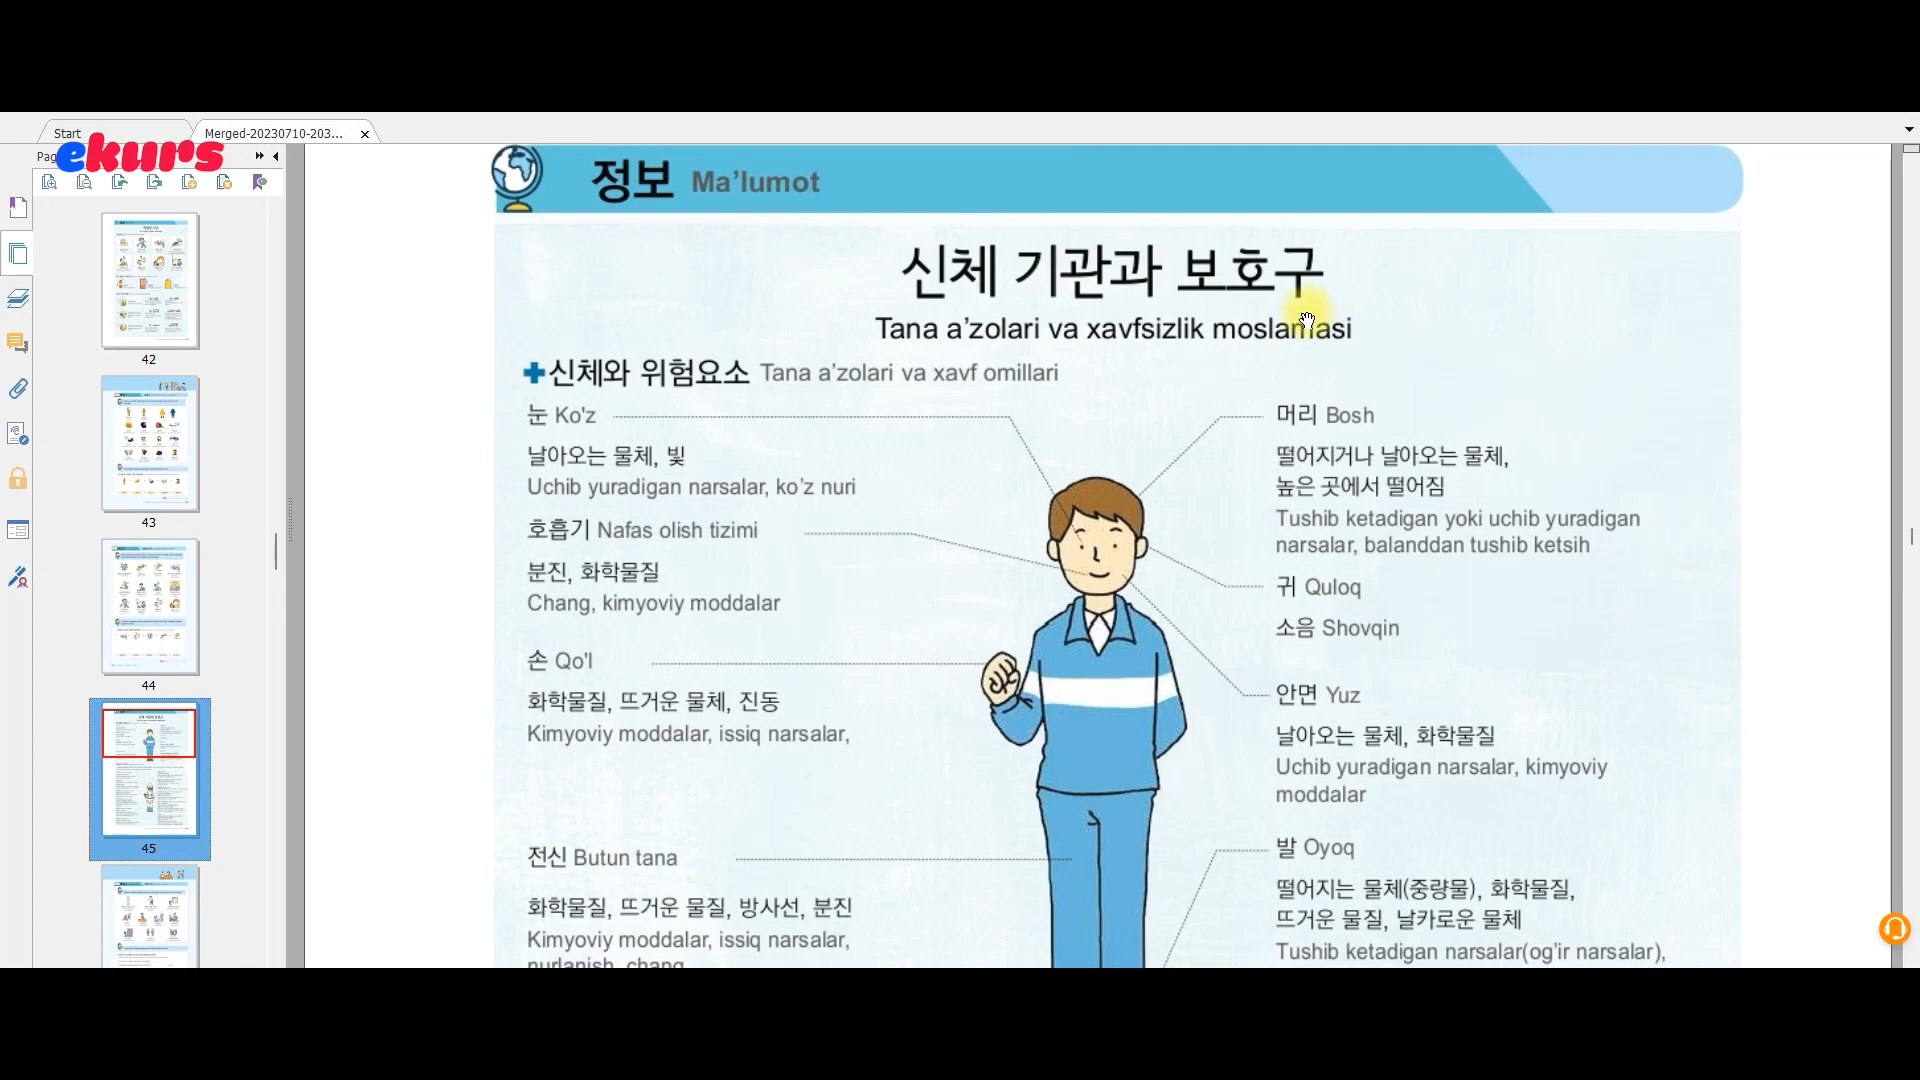 Start
Merged-20230710-203...
Pag
ekurs
42
43
44
45
정보 Ma’lumot
신체 기관과 보호구
Tana a’zolari va xavfsizlik moslamasi
신체와 위험요소 Tana a’zolari va xavf omillari
눈 Ko'z
날아오는 물체, 빛
Uchib yuradigan narsalar, ko’z nuri
호흡기 Nafas olish tizimi
분진, 화학물질
Chang, kimyoviy moddalar
손 Qo'l
화학물질, 뜨거운 물체, 진동
Kimyoviy moddalar, issiq narsalar,
전신 Butun tana
화학물질, 뜨거운 물질, 방사선, 분진
Kimyoviy moddalar, issiq narsalar,
nurlanish, chang
머리 Bosh
떨어지거나 날아오는 물체,
높은 곳에서 떨어짐
Tushib ketadigan yoki uchib yuradigan
narsalar, balanddan tushib ketsih
귀 Quloq
소음 Shovqin
안면 Yuz
날아오는 물체, 화학물질
Uchib yuradigan narsalar, kimyoviy
moddalar
발 Oyoq
떨어지는 물체(중량물), 화학물질,
뜨거운 물질, 날카로운 물체
Tushib ketadigan narsalar(og'ir narsalar),